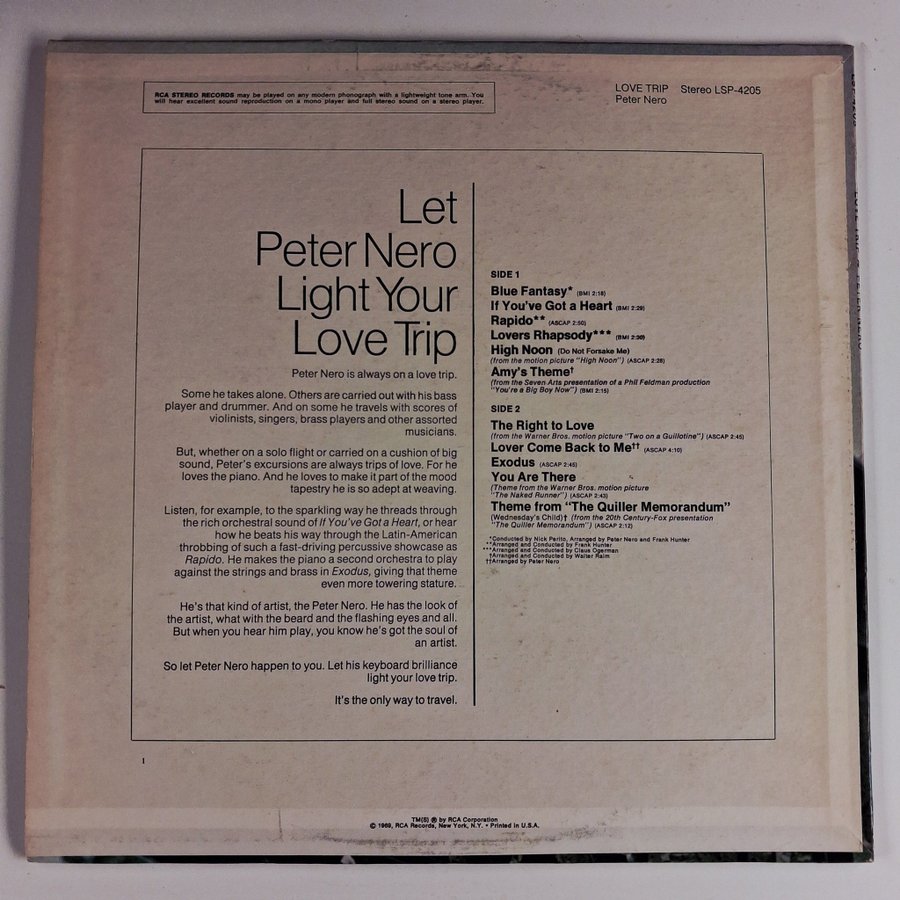 RCA STEREO RECORDS may be played on any modern phonograph with a lightweight tone arm. You
will hear excellent sound reproduction on a mono player and full stereo sound on a stereo player.
LOVE TRIP Stereo LSP-4205
Peter Nero
Let
Peter Nero
Light Your
Love Trip
Peter Nero is always on a love trip.
Some he takes alone. Others are carried out with his bass
player and drummer. And on some he travels with scores of
violinists, singers, brass players and other assorted
musicians.
But, whether on a solo flight or carried on a cushion of big
sound, Peter's excursions are always trips of love. For he
loves the piano. And he loves to make it part of the mood
tapestry he is so adept at weaving.
Listen, for example, to the sparkling way he threads through
the rich orchestral sound of If You've Got a Heart, or hear
how he beats his way through the Latin-American
throbbing of such a fast-driving percussive showcase as
Rapido. He makes the piano a second orchestra to play
against the strings and brass in Exodus, giving that theme
even more towering stature.
He's that kind of artist, the Peter Nero. He has the look of
the artist, what with the beard and the flashing eyes and all.
But when you hear him play, you know he's got the soul of
an artist.
So let Peter Nero happen to you. Let his keyboard brilliance
light your love trip.
It's the only way to travel.
SIDE 1
Blue Fantasy* (BMI 2:18)
If You've Got a Heart (BMI 2:29)
Rapido** (ASCAP 2:50)
Lovers Rhapsody*** (BMI 2:30)
High Noon (Do Not Forsake Me)
(from the motion picture "High Noon") (ASCAP 2:28)
Amy's Theme†
(from the Seven Arts presentation of a Phil Feldman production
"You're a Big Boy Now") (BMI 2:15)
SIDE 2
The Right to Love
(from the Warner Bros. motion picture "Two on a Guillotine") (ASCAP 2:45)
Lover Come Back to Me†† (ASCAP 4:10)
Exodus (ASCAP 2:45)
You Are There
(Theme from the Warner Bros. motion picture
"The Naked Runner") (ASCAP 2:43)
Theme from "The Quiller Memorandum"
(Wednesday's Child)† (from the 20th Century-Fox presentation
"The Quiller Memorandum") (ASCAP 2:12)
*Conducted by Nick Perito, Arranged by Peter Nero and Frank Hunter
**Arranged and Conducted by Frank Hunter
***Arranged and Conducted by Claus Ogerman
†Arranged and Conducted by Walter Raim
††Arranged by Peter Nero
1
TM(S) ® by RCA Corporation
© 1969, RCA Records, New York, N.Y. • Printed in U.S.A.